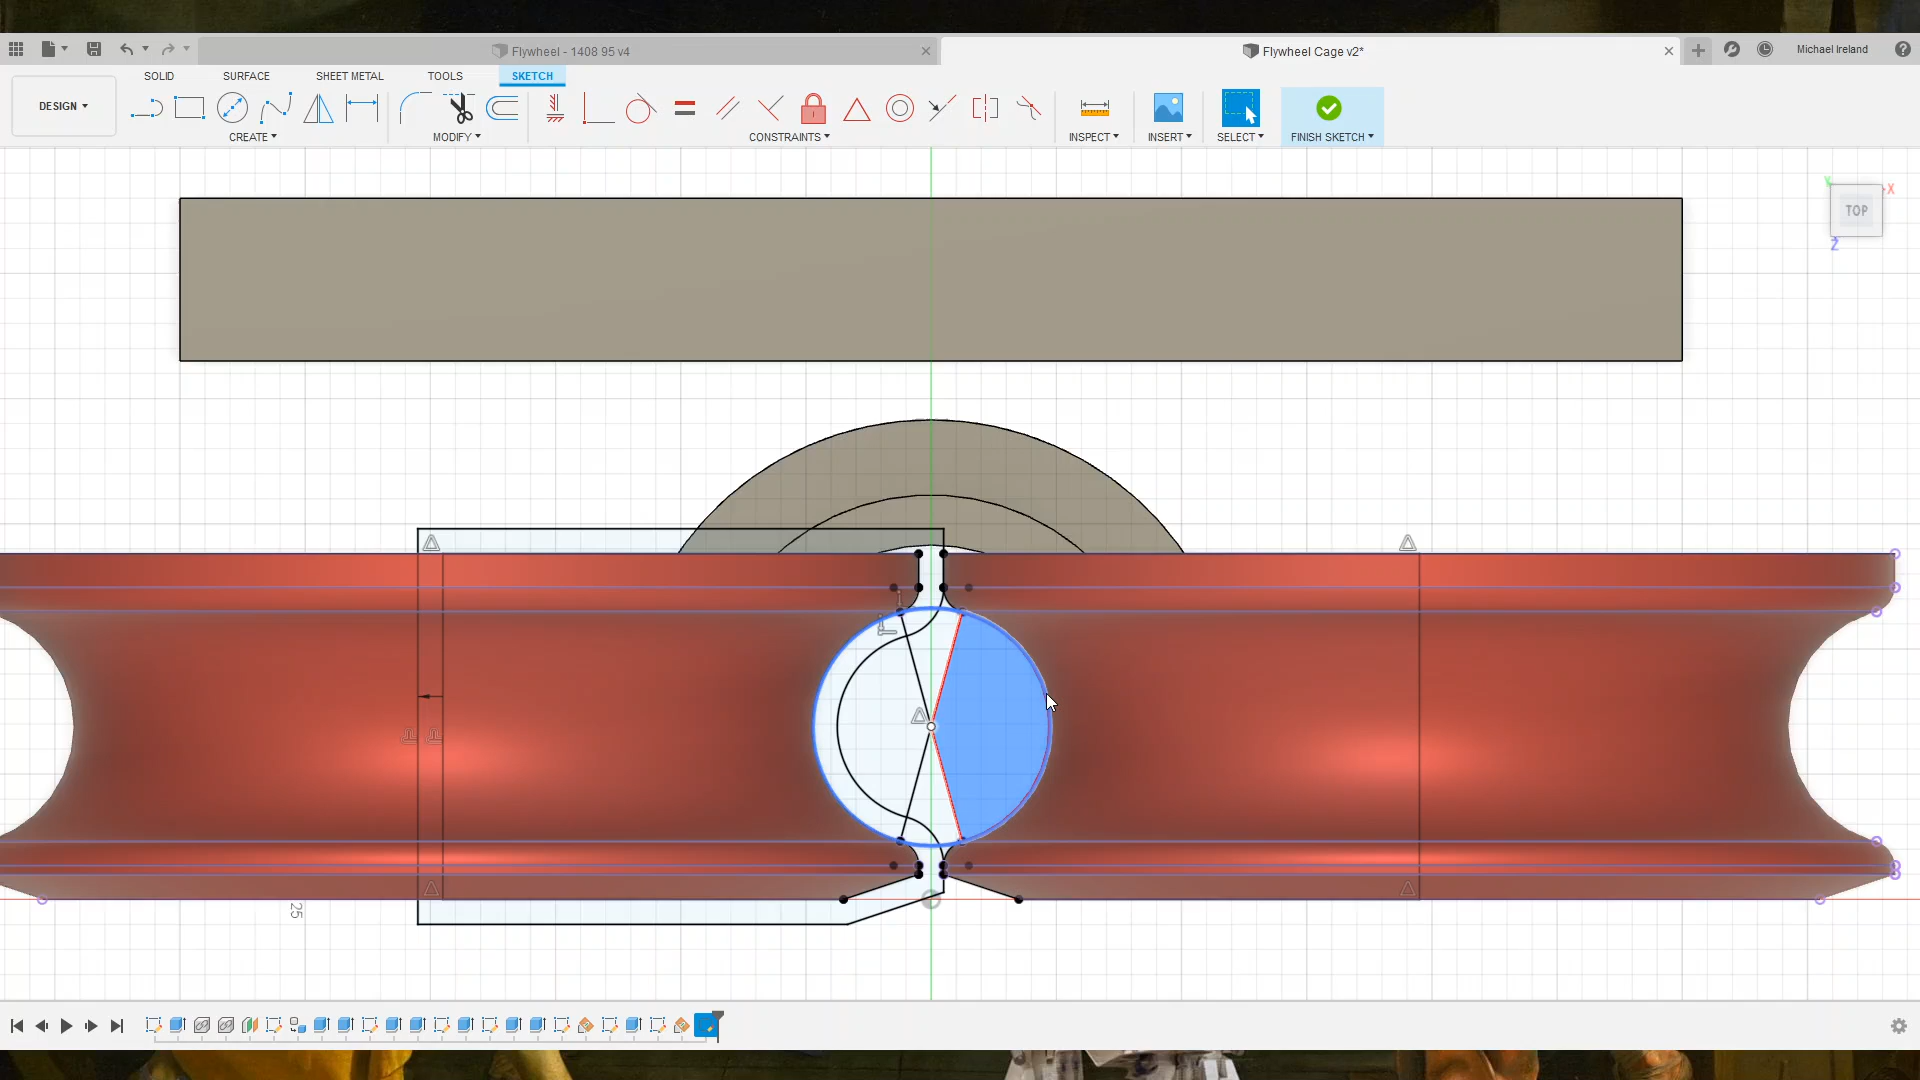 Flywheel - 1408 95 v4
Flywheel Cage v2*
Michael Ireland
SOLID
SURFACE
SHEET METAL
TOOLS
SKETCH
DESIGN
CREATE
MODIFY
CONSTRAINTS
INSPECT
INSERT
SELECT
FINISH SKETCH
Y
X
TOP
Z
25